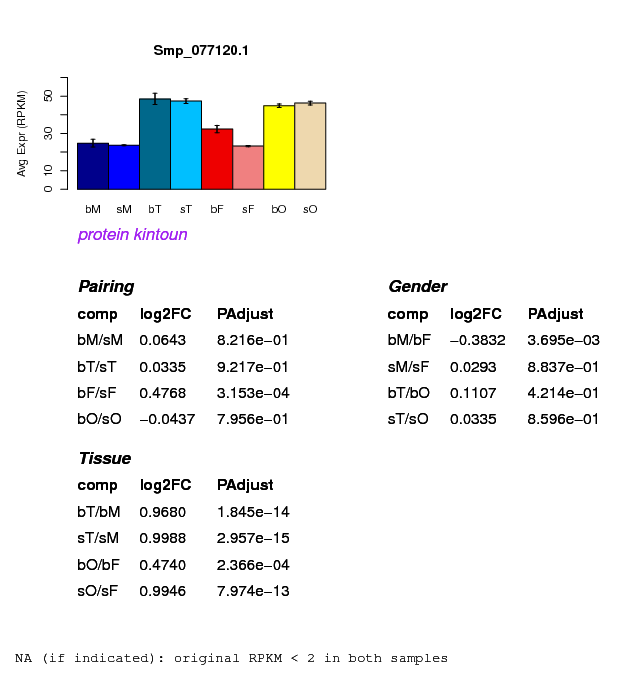 Smp_077120.1
Avg Expr (RPKM)
50
30
10
0
bM sM bT sT bF sF bO sO
protein kintoun
Pairing
comp log2FC PAdjust
bM/sM 0.0643 8.216e−01
bT/sT 0.0335 9.217e−01
bF/sF 0.4768 3.153e−04
bO/sO −0.0437 7.956e−01
Gender
comp log2FC PAdjust
bM/bF −0.3832 3.695e−03
sM/sF 0.0293 8.837e−01
bT/bO 0.1107 4.214e−01
sT/sO 0.0335 8.596e−01
Tissue
comp log2FC PAdjust
bT/bM 0.9680 1.845e−14
sT/sM 0.9988 2.957e−15
bO/bF 0.4740 2.366e−04
sO/sF 0.9946 7.974e−13
NA (if indicated): original RPKM < 2 in both samples